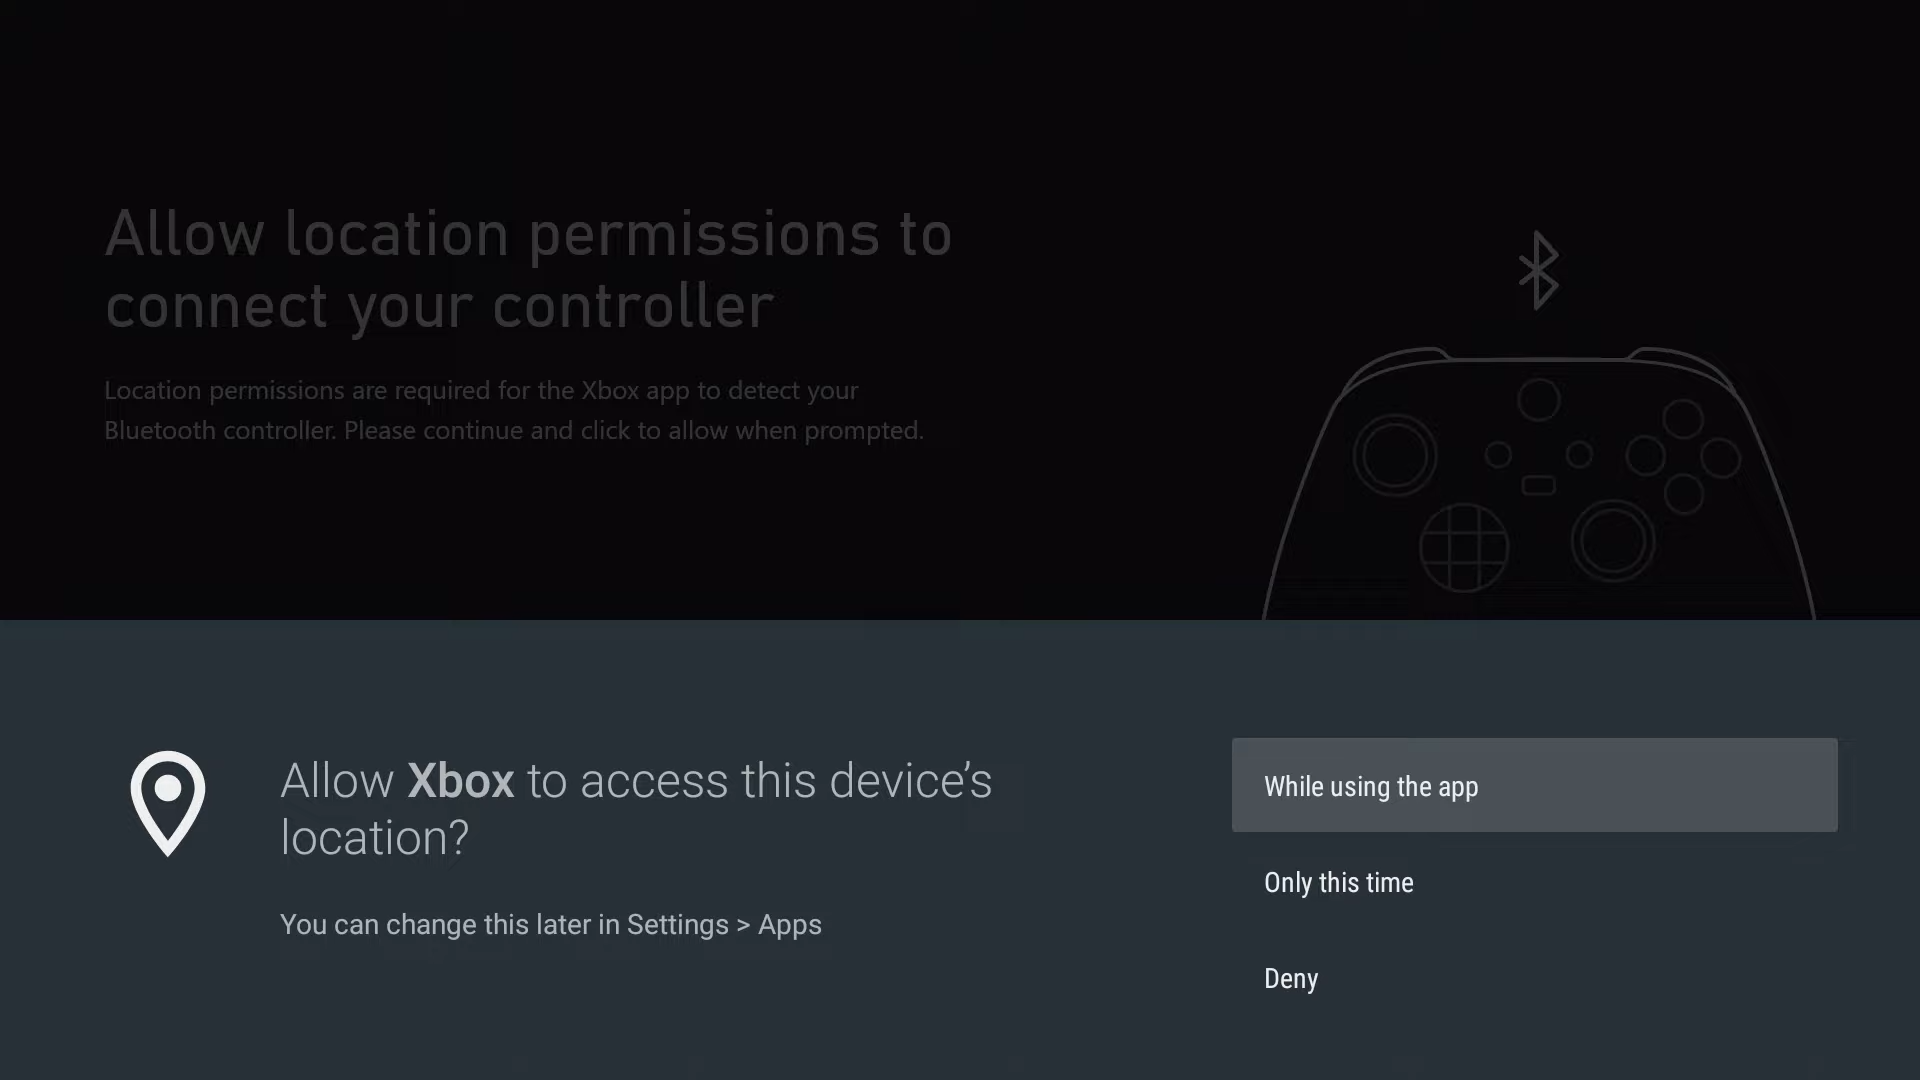 Allow location permissions to
connect your controller
Location permissions are required for the Xbox app to detect your
Bluetooth controller. Please continue and click to allow when prompted.
Allow Xbox to access this device’s
location?
You can change this later in Settings > Apps
While using the app
Only this time
Deny